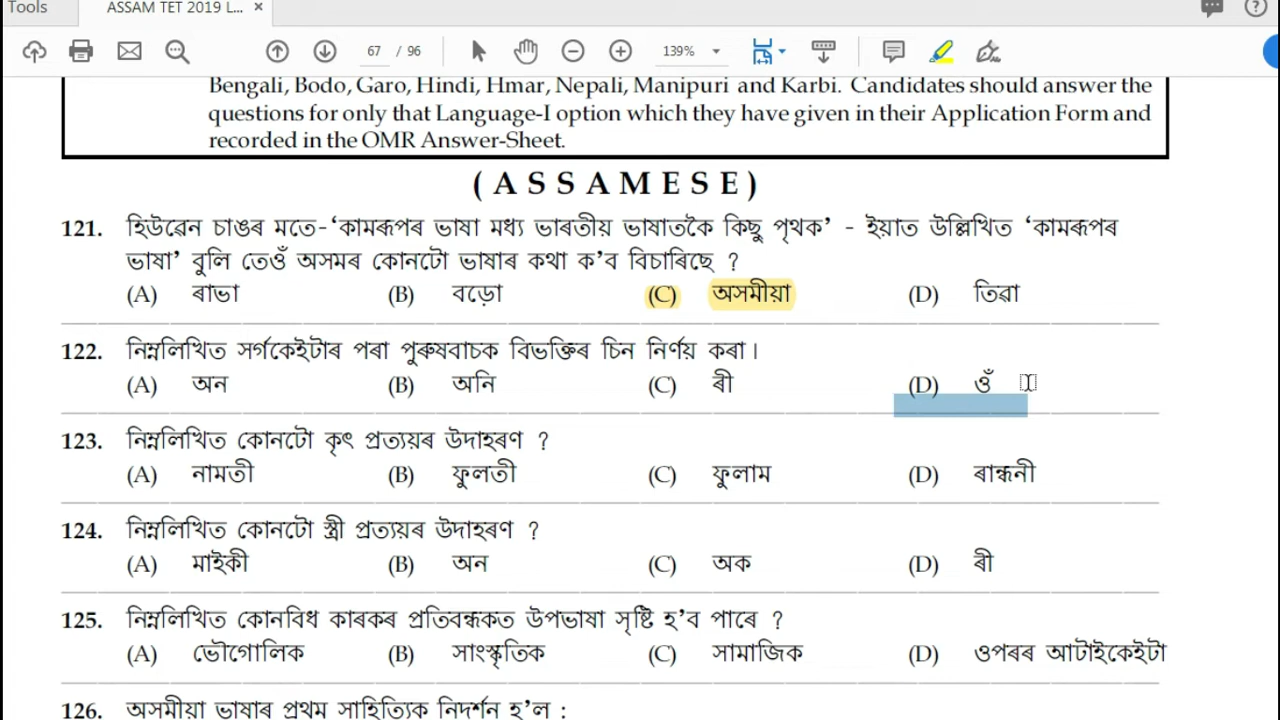 Tools
ASSAM TET 2019 L... ×
67 / 96
139%
Bengali, Bodo, Garo, Hindi, Hmar, Nepali, Manipuri and Karbi. Candidates should answer the
questions for only that Language-I option which they have given in their Application Form and
recorded in the OMR Answer-Sheet.
( A S S A M E S E )
121. হিউৱেন চাঙৰ মতে-‘কামৰূপৰ ভাষা মধ্য ভাৰতীয় ভাষাতকৈ কিছু পৃথক’ - ইয়াত উল্লিখিত ‘কামৰূপৰ
ভাষা’ বুলি তেওঁ অসমৰ কোনটো ভাষাৰ কথা ক’ব বিচাৰিছে ?
(A) ৰাভা (B) বড়ো (C) অসমীয়া (D) তিৱা
122. নিম্নলিখিত সৰ্গকেইটাৰ পৰা পুৰুষবাচক বিভক্তিৰ চিন নিৰ্ণয় কৰা।
(A) অন (B) অনি (C) ৰী (D) ওঁ
123. নিম্নলিখিত কোনটো কৃৎ প্ৰত্যয়ৰ উদাহৰণ ?
(A) নামতী (B) ফুলতী (C) ফুলাম (D) ৰান্ধনী
124. নিম্নলিখিত কোনটো স্ত্ৰী প্ৰত্যয়ৰ উদাহৰণ ?
(A) মাইকী (B) অন (C) অক (D) ৰী
125. নিম্নলিখিত কোনবিধ কাৰকৰ প্ৰতিবন্ধকত উপভাষা সৃষ্টি হ’ব পাৰে ?
(A) ভৌগোলিক (B) সাংস্কৃতিক (C) সামাজিক (D) ওপৰৰ আটাইকেইটা
126. অসমীয়া ভাষাৰ প্ৰথম সাহিত্যিক নিদৰ্শন হ’ল :